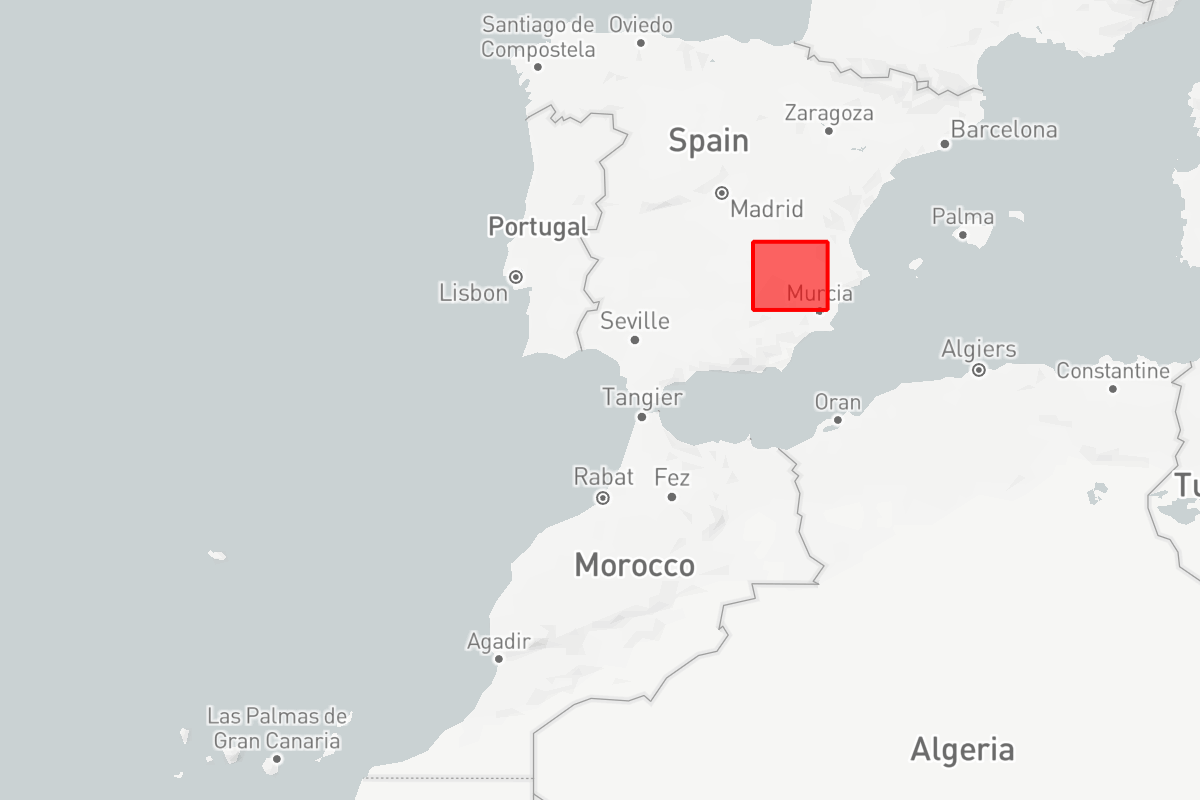 Santiago de
Compostela
Oviedo
Zaragoza
Barcelona
Spain
Madrid
Palma
Portugal
Lisbon
Murcia
Seville
Algiers
Constantine
Tangier
Oran
Rabat
Fez
Tu
Morocco
Agadir
Las Palmas de
Gran Canaria
Algeria